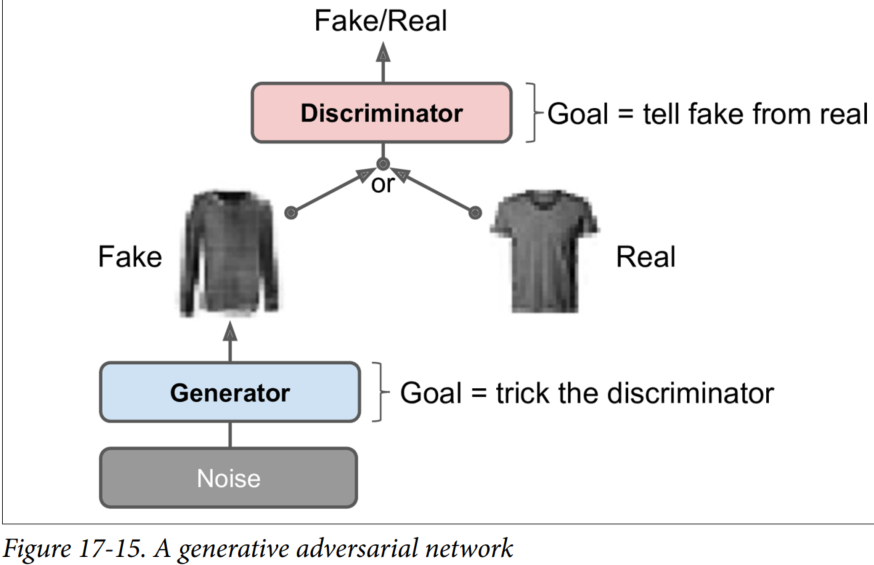 Fake/Real
Discriminator
Goal = tell fake from real
or
Fake
Real
Generator
Goal = trick the discriminator
Noise
Figure 17-15. A generative adversarial network